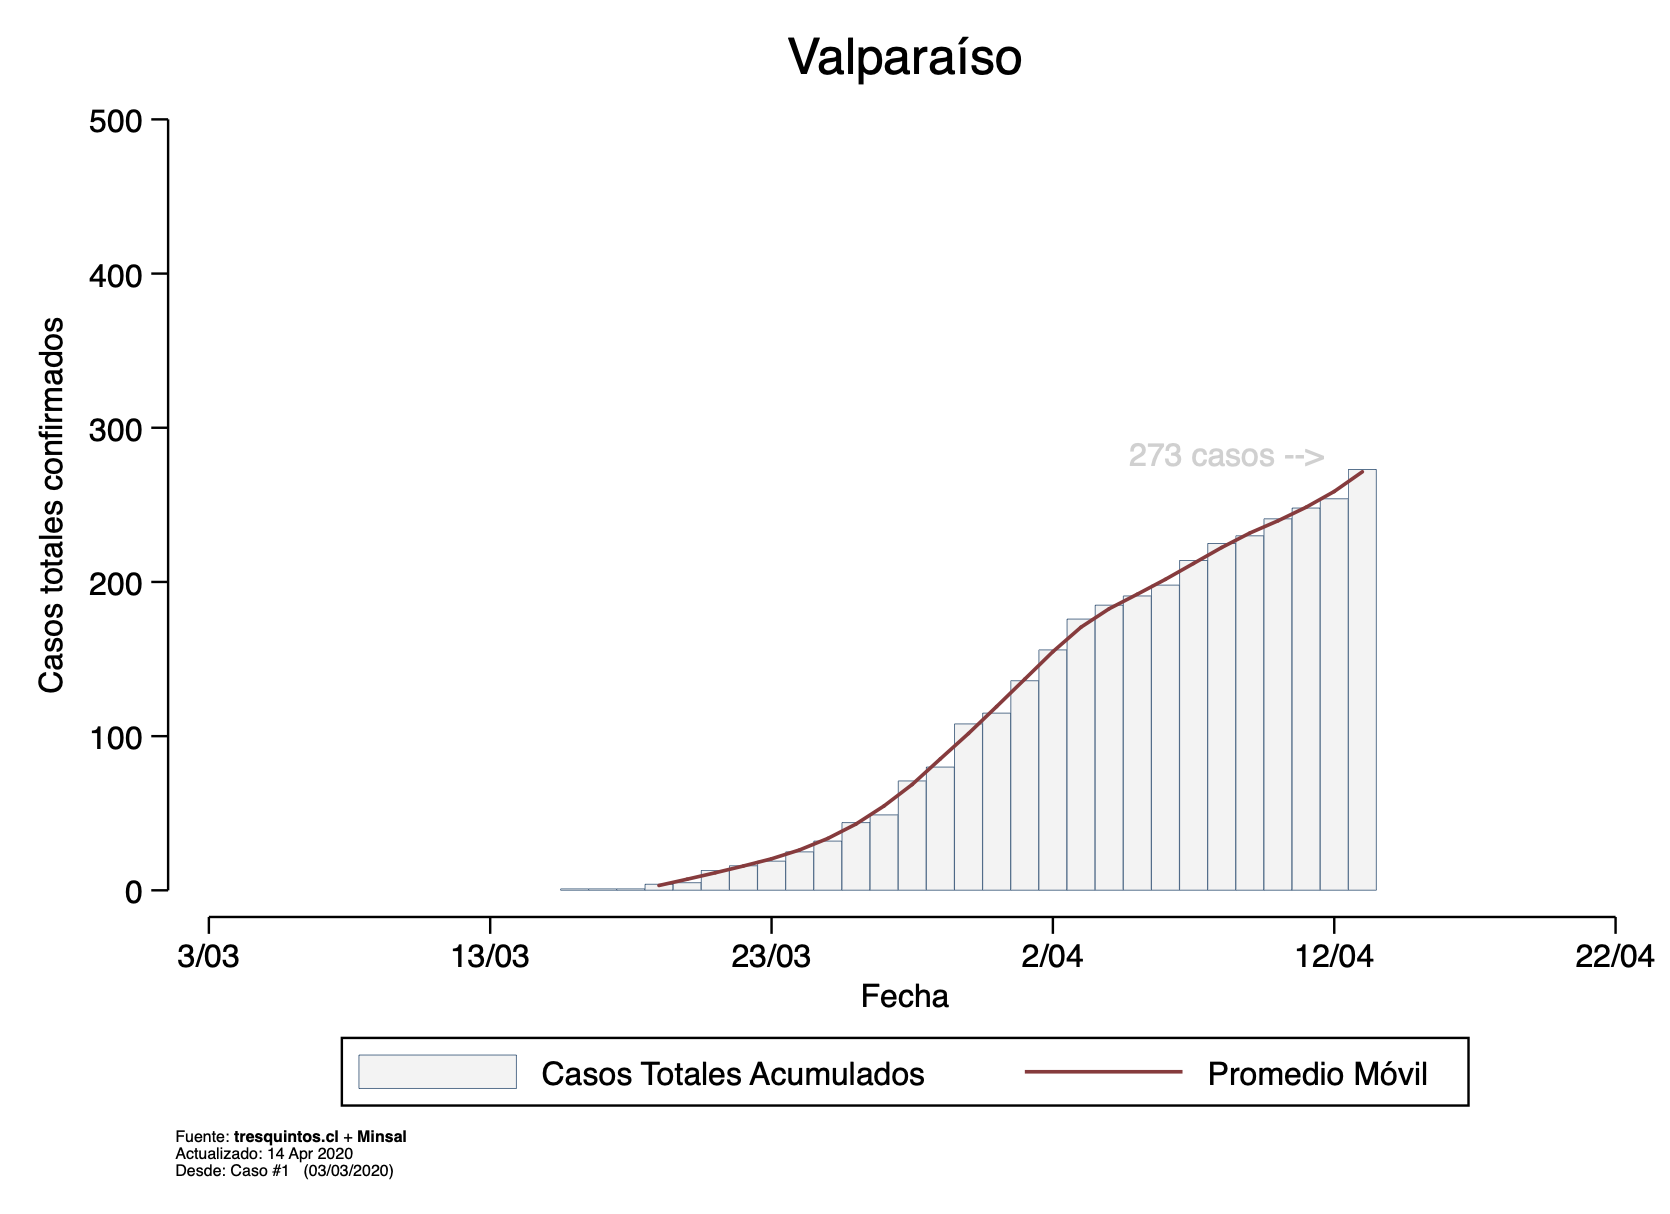 Valparaíso
500
400
300
200
100
0
Casos totales confirmados
273 casos -->
3/03 13/03 23/03 2/04 12/04 22/04
Fecha
Casos Totales Acumulados Promedio Móvil
Fuente: tresquintos.cl + Minsal
Actualizado: 14 Apr 2020
Desde: Caso #1 (03/03/2020)